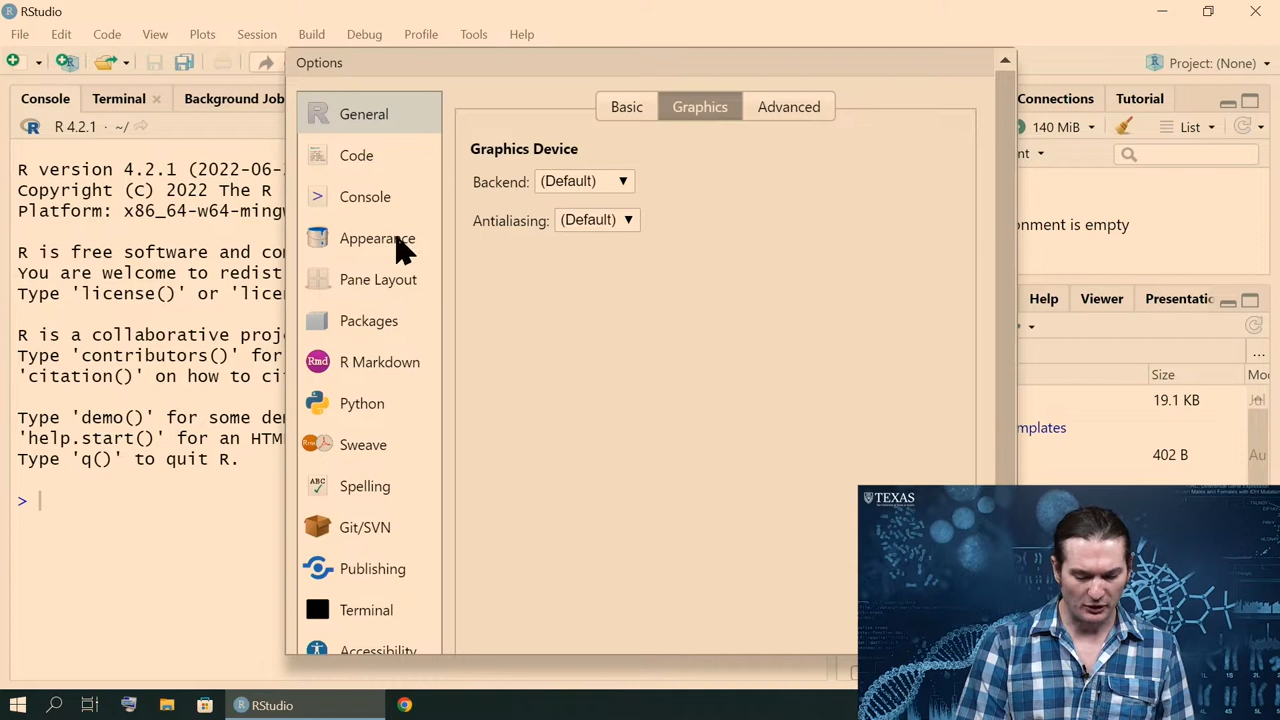 RStudio
File Edit Code View Plots Session Build Debug Profile Tools Help
Project: (None)
Options
Console Terminal Background Job
Connections Tutorial
R 4.2.1 · ~/
140 MiB List
R version 4.2.1 (2022-06-
Copyright (C) 2022 The R
Platform: x86_64-w64-mingw
R is free software and com
You are welcome to redist
Type 'license()' or 'lice
R is a collaborative proj
Type 'contributors()' for
'citation()' on how to ci
Type 'demo()' for some dem
'help.start()' for an HTM
Type 'q()' to quit R.
>
General
Code
Console
Appearance
Pane Layout
Packages
R Markdown
Python
Sweave
Spelling
Git/SVN
Publishing
Terminal
Accessibility
Basic Graphics Advanced
Graphics Device
Backend: (Default)
Antialiasing: (Default)
nment is empty
Help Viewer Presentatic
Size Mo
19.1 KB Jul
mplates
402 B Au
TEXAS
RStudio